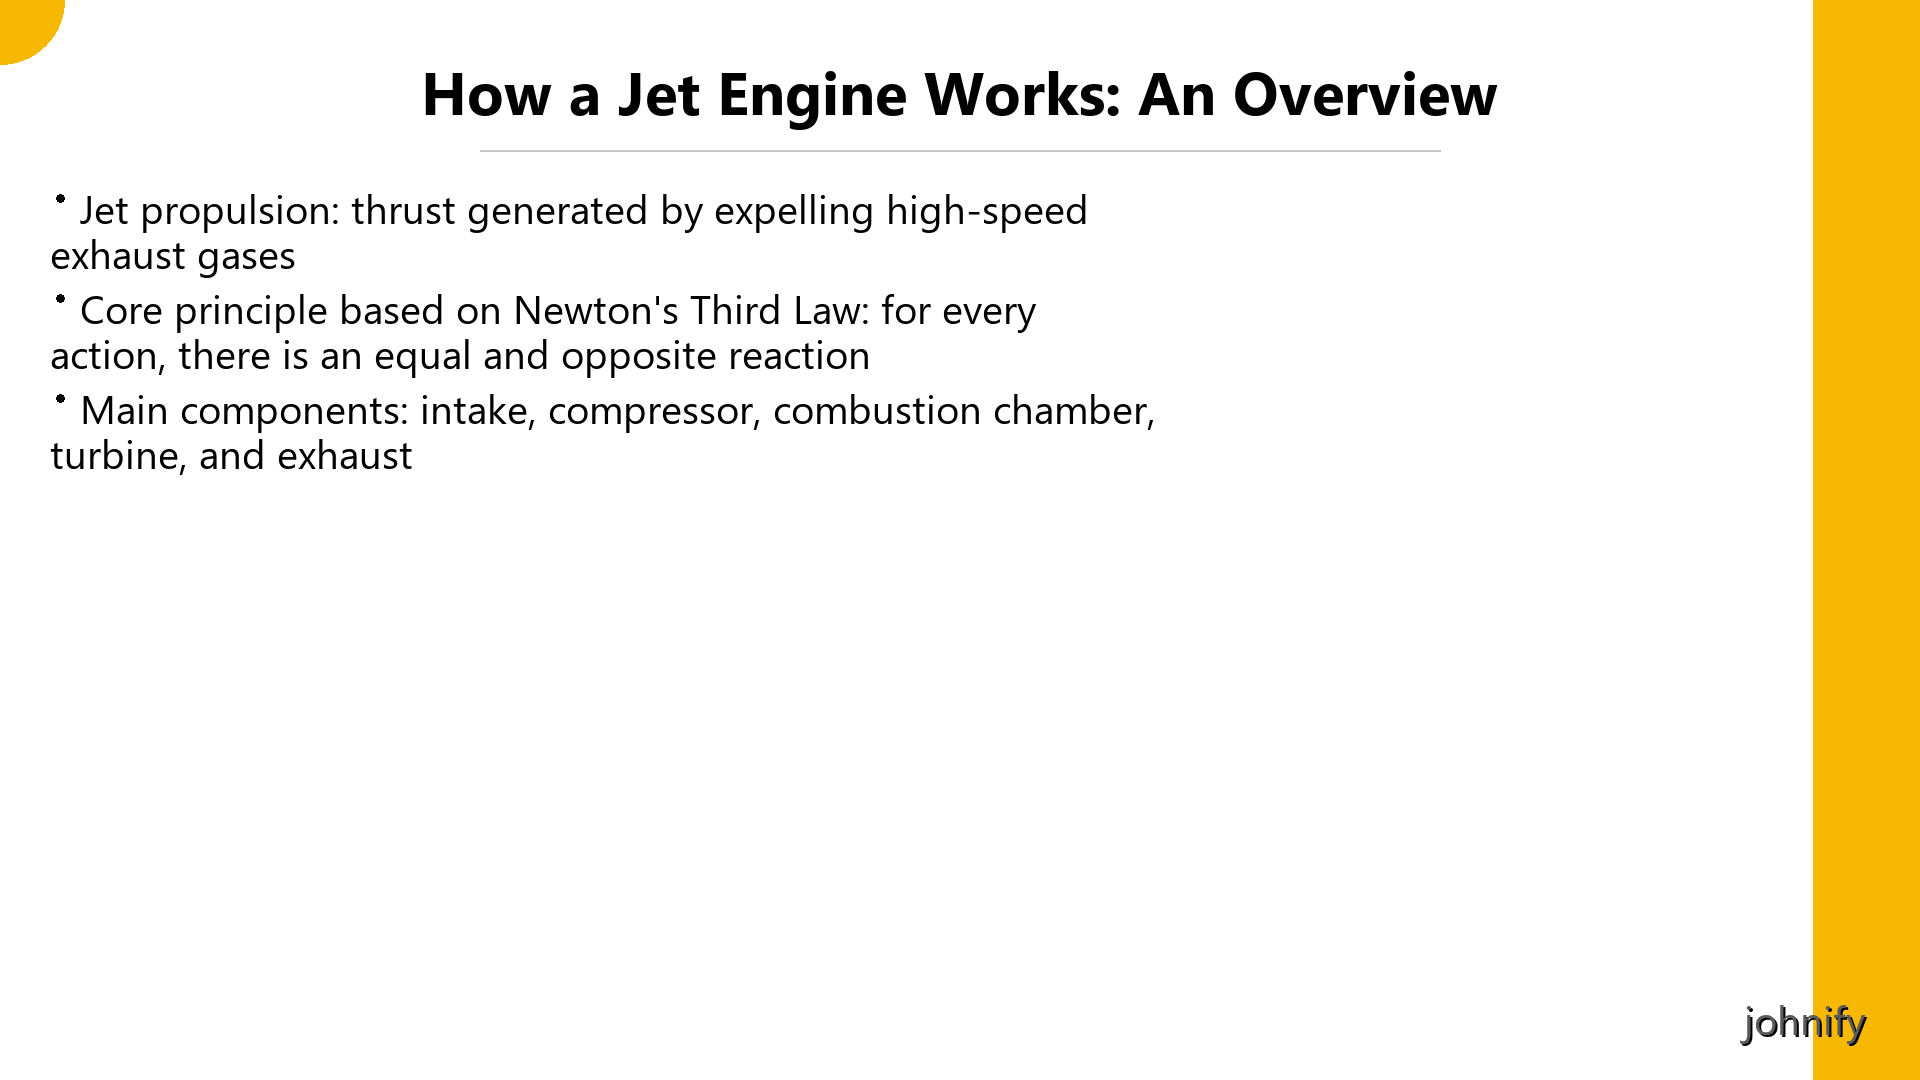 How a Jet Engine Works: An Overview
• Jet propulsion: thrust generated by expelling high-speed
exhaust gases
• Core principle based on Newton's Third Law: for every
action, there is an equal and opposite reaction
• Main components: intake, compressor, combustion chamber,
turbine, and exhaust
johnify